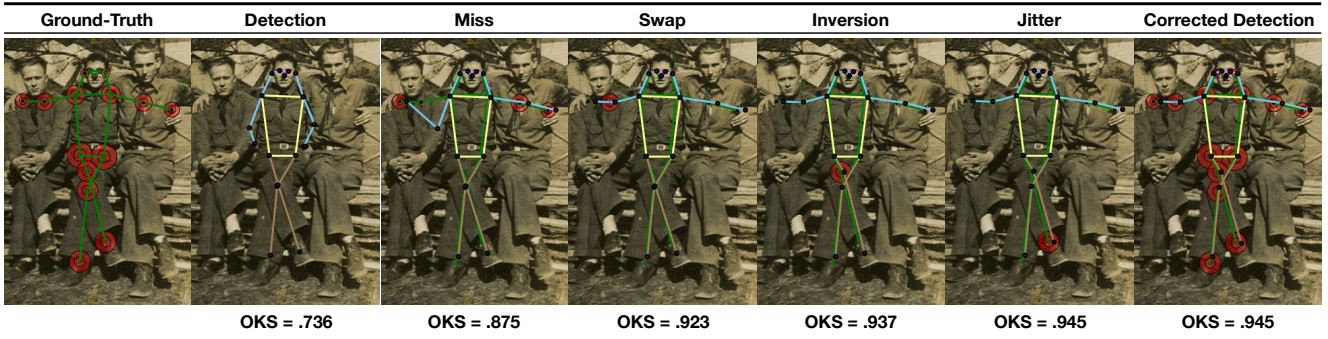 Ground-Truth Detection Miss Swap Inversion Jitter Corrected Detection
OKS = .736 OKS = .875 OKS = .923 OKS = .937 OKS = .945 OKS = .945